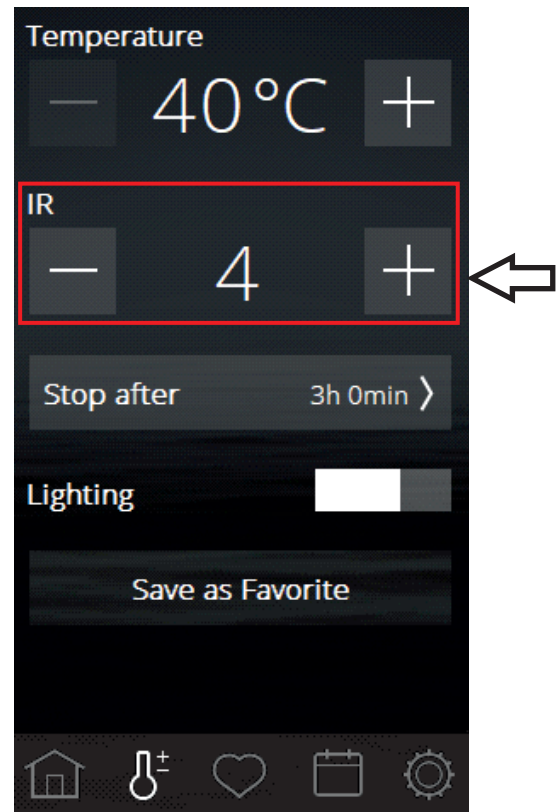 Temperature
− 40°C +
IR
− 4 +
Stop after 3h 0min 〉
Lighting
Save as Favorite